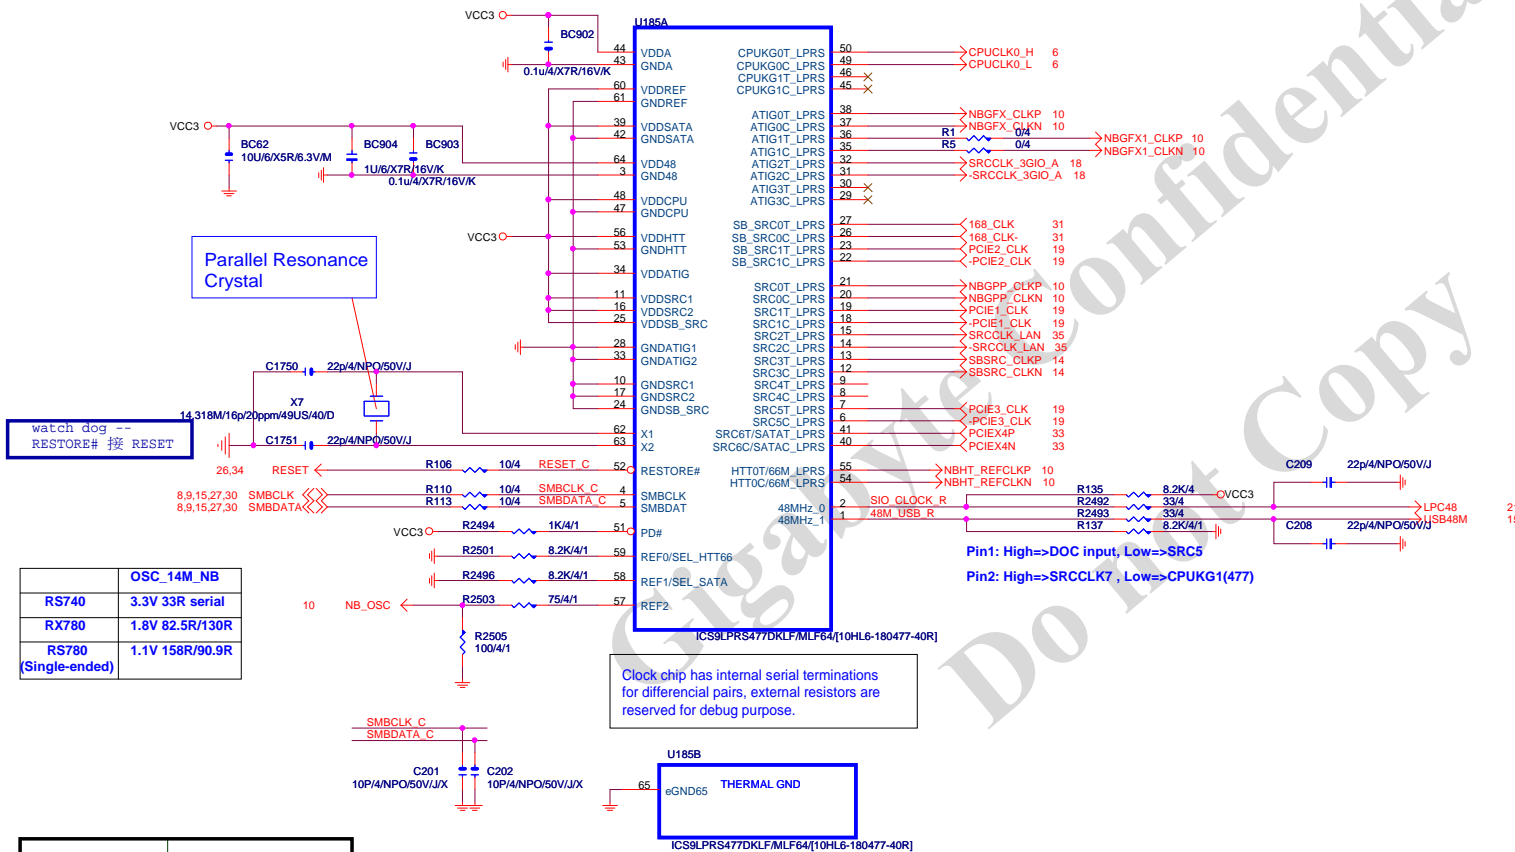 VCC3
BC902
0.1u/4/X7R/16V/K
U185A
VCC3
BC62
10U/6/X5R/6.3V/M
BC904
BC903
1U/6/X7R/16V/K
0.1u/4/X7R/16V/K
VCC3
44 VDDA
43 GNDA
60 VDDREF
61 GNDREF
39 VDDSATA
42 GNDSATA
64 VDD48
3 GND48
48 VDDCPU
47 GNDCPU
56 VDDHTT
53 GNDHTT
34 VDDATIG
11 VDDSRC1
16 VDDSRC2
25 VDDSB_SRC
28 GNDATIG1
33 GNDATIG2
10 GNDSRC1
17 GNDSRC2
24 GNDSB_SRC
62 X1
63 X2
52 RESTORE#
4 SMBCLK
5 SMBDAT
51 PD#
59 REF0/SEL_HTT66
58 REF1/SEL_SATA
57 REF2
CPUKG0T_LPRS 50 CPUCLK0_H 6
CPUKG0C_LPRS 49 CPUCLK0_L 6
CPUKG1T_LPRS 46
CPUKG1C_LPRS 45
ATIG0T_LPRS 38 NBGFX_CLKP 10
ATIG0C_LPRS 37 NBGFX_CLKN 10
ATIG1T_LPRS 36 R1 0/4 NBGFX1_CLKP 10
ATIG1C_LPRS 35 R5 0/4 NBGFX1_CLKN 10
ATIG2T_LPRS 32 SRCCLK_3GIO_A 18
ATIG2C_LPRS 31 -SRCCLK_3GIO_A 18
ATIG3T_LPRS 30
ATIG3C_LPRS 29
SB_SRC0T_LPRS 27 168_CLK 31
SB_SRC0C_LPRS 26 168_CLK- 31
SB_SRC1T_LPRS 23 PCIE2_CLK 19
SB_SRC1C_LPRS 22 -PCIE2_CLK 19
SRC0T_LPRS 21 NBGPP_CLKP 10
SRC0C_LPRS 20 NBGPP_CLKN 10
SRC1T_LPRS 19 PCIE1_CLK 19
SRC1C_LPRS 18 -PCIE1_CLK 19
SRC2T_LPRS 15 SRCCLK_LAN 35
SRC2C_LPRS 14 -SRCCLK_LAN 35
SRC3T_LPRS 13 SBSRC_CLKP 14
SRC3C_LPRS 12 SBSRC_CLKN 14
SRC4T_LPRS 9
SRC4C_LPRS 8
SRC5T_LPRS 7 PCIE3_CLK 19
SRC5C_LPRS 6 -PCIE3_CLK 19
SRC6T/SATAT_LPRS 41 PCIEX4P 33
SRC6C/SATAC_LPRS 40 PCIEX4N 33
HTT0T/66M_LPRS 55 NBHT_REFCLKP 10
HTT0C/66M_LPRS 54 NBHT_REFCLKN 10
48MHz_0 2 SIO_CLOCK_R
48MHz_1 1 48M_USB_R
R135 8.2K/4 VCC3
R2492 33/4
R2493 33/4
R137 8.2K/4/1
C209 22p/4/NPO/50V/J
C208 22p/4/NPO/50V/J
LPC48
USB48M
Pin1: High=>DOC input, Low=>SRC5
Pin2: High=>SRCCLK7 , Low=>CPUKG1(477)
Parallel Resonance
Crystal
C1750 22p/4/NPO/50V/J
X7
14.318M/16p/20ppm/49US/40/D
C1751 22p/4/NPO/50V/J
watch dog --
RESTORE# 接 RESET
26,34 RESET R106 10/4 RESET_C
8,9,15,27,30 SMBCLK R110 10/4 SMBCLK_C
8,9,15,27,30 SMBDATA R113 10/4 SMBDATA_C
VCC3 R2494 1K/4/1
R2501 8.2K/4/1
R2496 8.2K/4/1
10 NB_OSC R2503 75/4/1
R2505
100/4/1
OSC_14M_NB
RS740 3.3V 33R serial
RX780 1.8V 82.5R/130R
RS780
(Single-ended) 1.1V 158R/90.9R
ICS9LPRS477DKLF/MLF64/[10HL6-180477-40R]
Clock chip has internal serial terminations
for differencial pairs, external resistors are
reserved for debug purpose.
SMBCLK_C
SMBDATA_C
C201
10P/4/NPO/50V/J/X
C202
10P/4/NPO/50V/J/X
U185B
65 eGND65
THERMAL GND
ICS9LPRS477DKLF/MLF64/[10HL6-180477-40R]
Gigabyte Confidential
Do not Copy